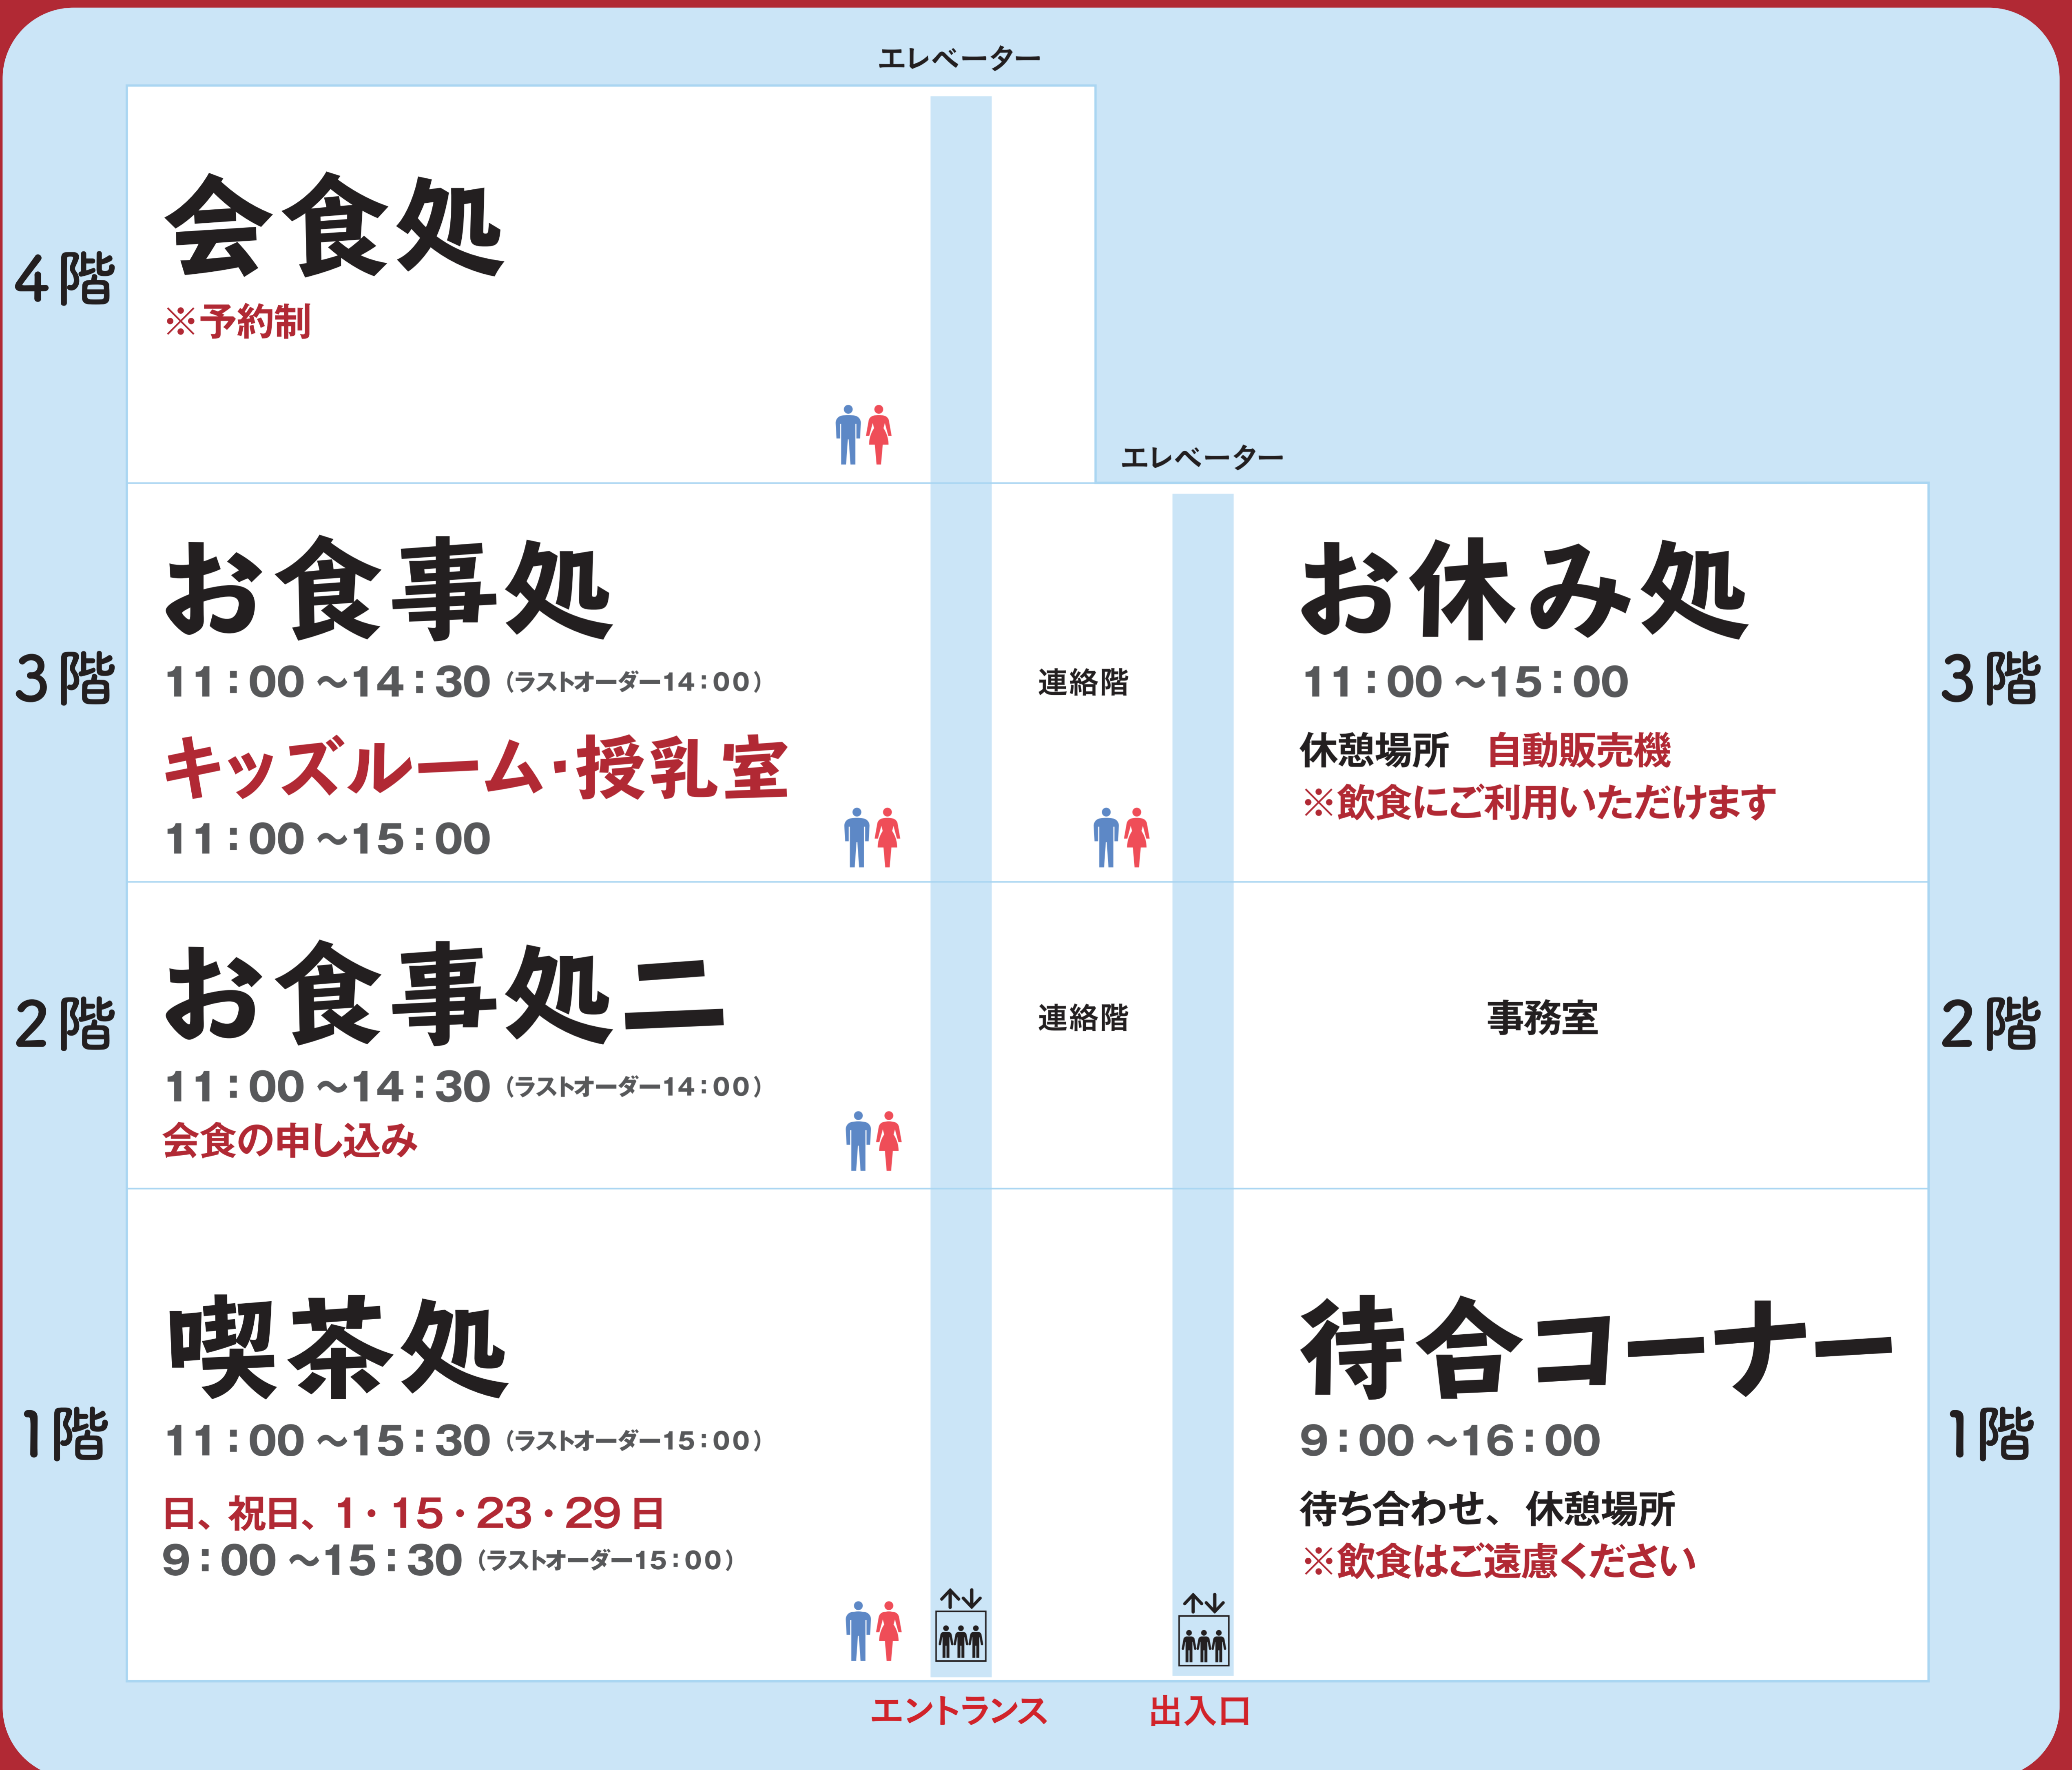 エレベーター
4階
会食処
※予約制
エレベーター
3階
お食事処
11：00～14：30（ラストオーダー14：00）
キッズルーム・授乳室
11：00～15：00
連絡階
お休み処
11：00～15：00
休憩場所　自動販売機
※飲食にご利用いただけます
3階
2階
お食事処二
11：00～14：30（ラストオーダー14：00）
会食の申し込み
連絡階
事務室
2階
1階
喫茶処
11：00～15：30（ラストオーダー15：00）
日、祝日、1・15・23・29日
9：00～15：30（ラストオーダー15：00）
待合コーナー
9：00～16：00
待ち合わせ、休憩場所
※飲食はご遠慮ください
1階
エントランス
出入口